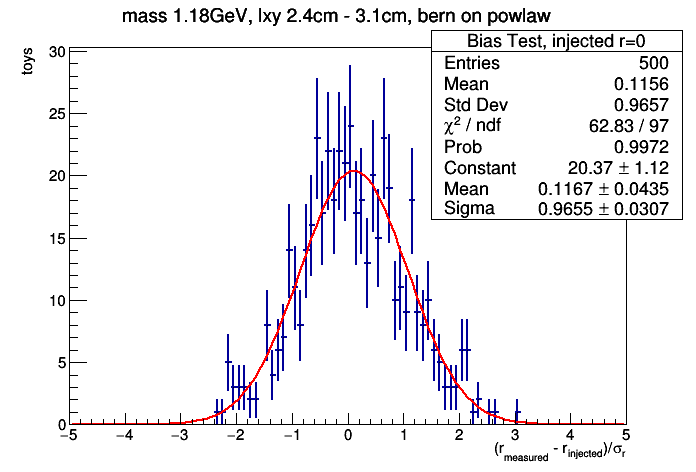 mass 1.18GeV, lxy 2.4cm - 3.1cm, bern on powlaw
Bias Test, injected r=0
Entries 500
Mean 0.1156
Std Dev 0.9657
χ² / ndf 62.83 / 97
Prob 0.9972
Constant 20.37 ± 1.12
Mean 0.1167 ± 0.0435
Sigma 0.9655 ± 0.0307
toys
30
25
20
15
10
5
0
−5 −4 −3 −2 −1 0 1 2 3 4 5
(r_measured - r_injected)/σ_r